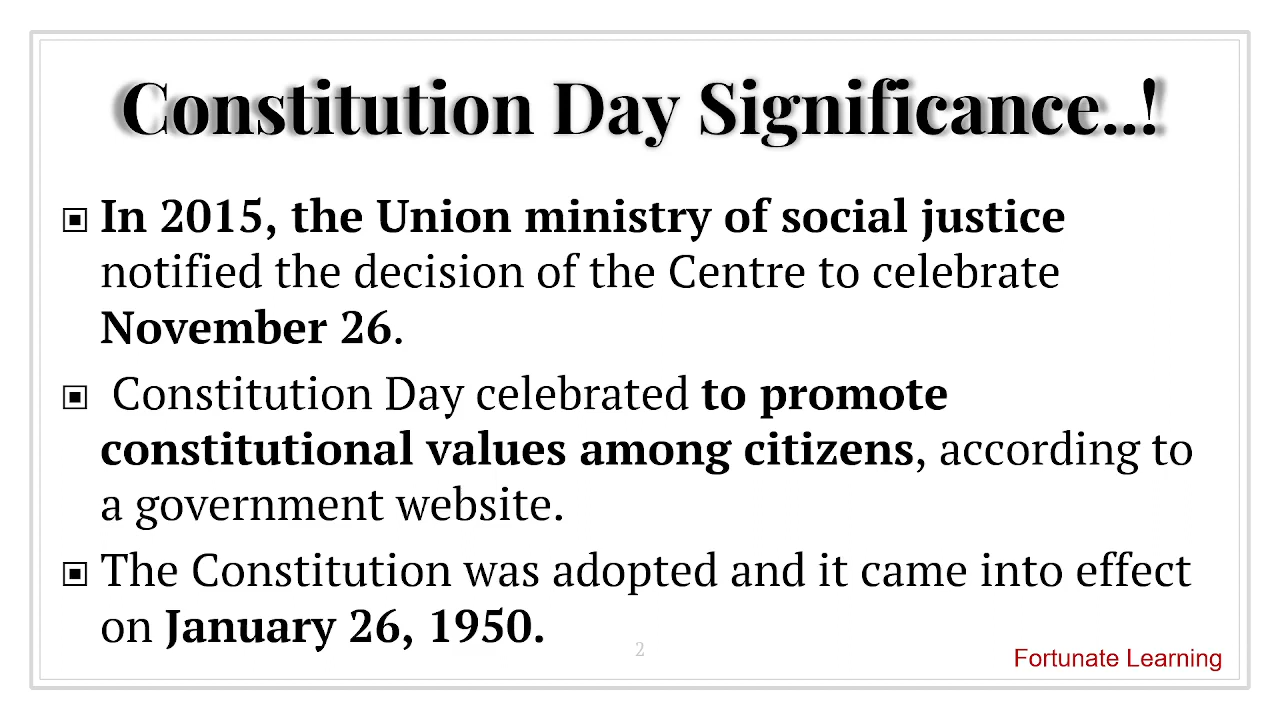 Constitution Day Significance..!
In 2015, the Union ministry of social justice
notified the decision of the Centre to celebrate
November 26.
Constitution Day celebrated to promote
constitutional values among citizens, according to
a government website.
The Constitution was adopted and it came into effect
on January 26, 1950.
2
Fortunate Learning